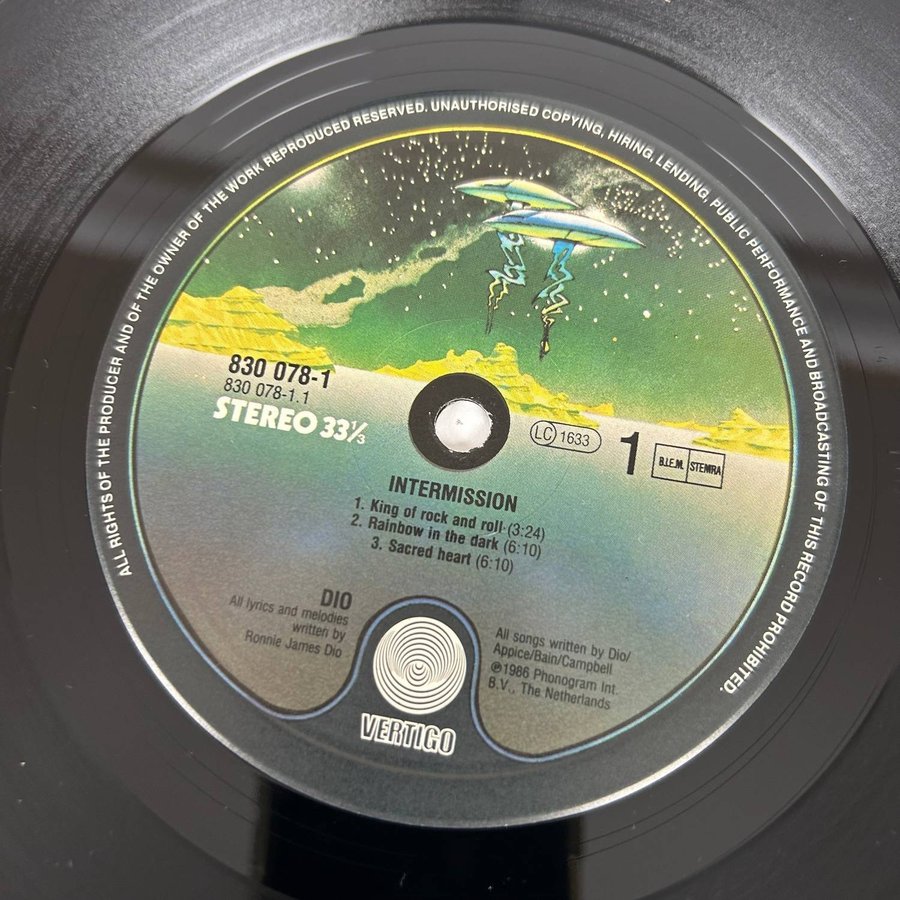 ALL RIGHTS OF THE PRODUCER AND OF THE OWNER OF THE WORK REPRODUCED RESERVED. UNAUTHORISED COPYING, HIRING, LENDING, PUBLIC PERFORMANCE AND BROADCASTING OF THIS RECORD PROHIBITED.
830 078-1
830 078-1.1
STEREO 33⅓
LC 1633
1
B.I.E.M. STEMRA
INTERMISSION
1. King of rock and roll (3:24)
2. Rainbow in the dark (6:10)
3. Sacred heart (6:10)
DIO
All lyrics and melodies
written by
Ronnie James Dio
All songs written by Dio/
Appice/Bain/Campbell
℗1986 Phonogram Int.
B.V., The Netherlands
VERTIGO